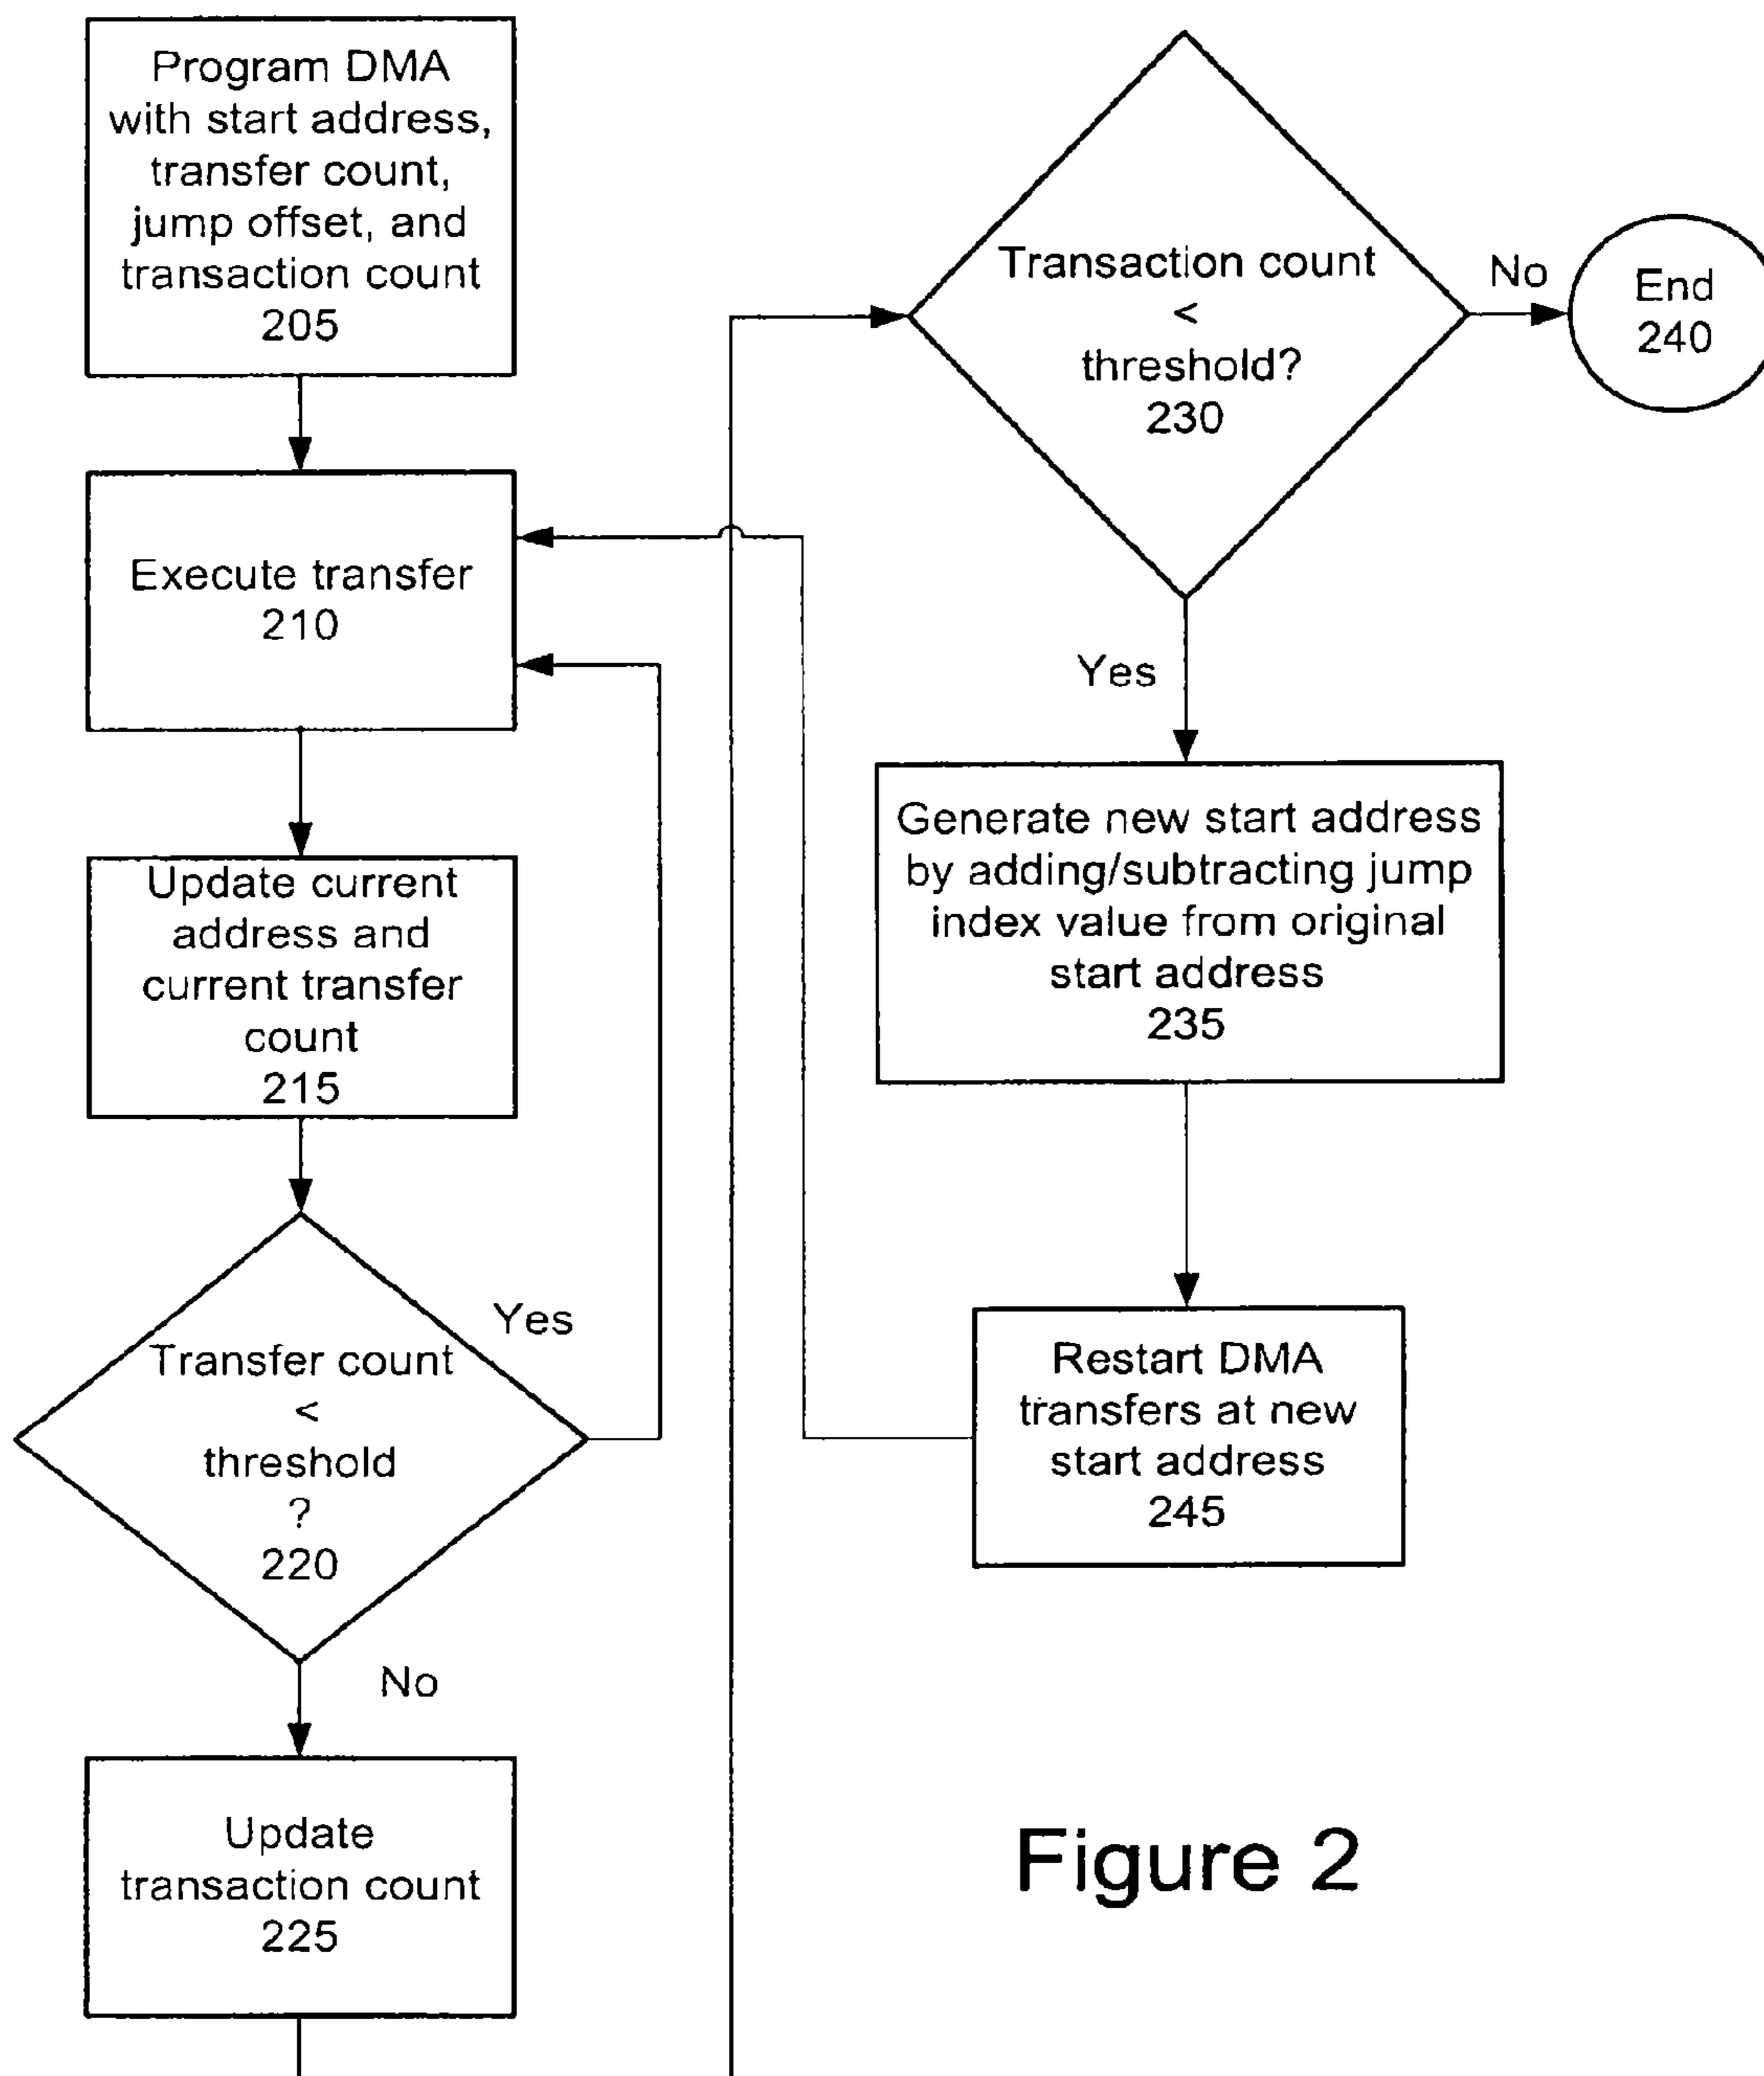 Program DMA
with start address,
transfer count,
jump offset, and
transaction count
205
Execute transfer
210
Update current
address and
current transfer
count
215
Yes
Transfer count
<
threshold
?
220
No
Update
transaction count
225
Transaction count
<
threshold?
230
No
End
240
Yes
Generate new start address
by adding/subtracting jump
index value from original
start address
235
Restart DMA
transfers at new
start address
245
Figure 2